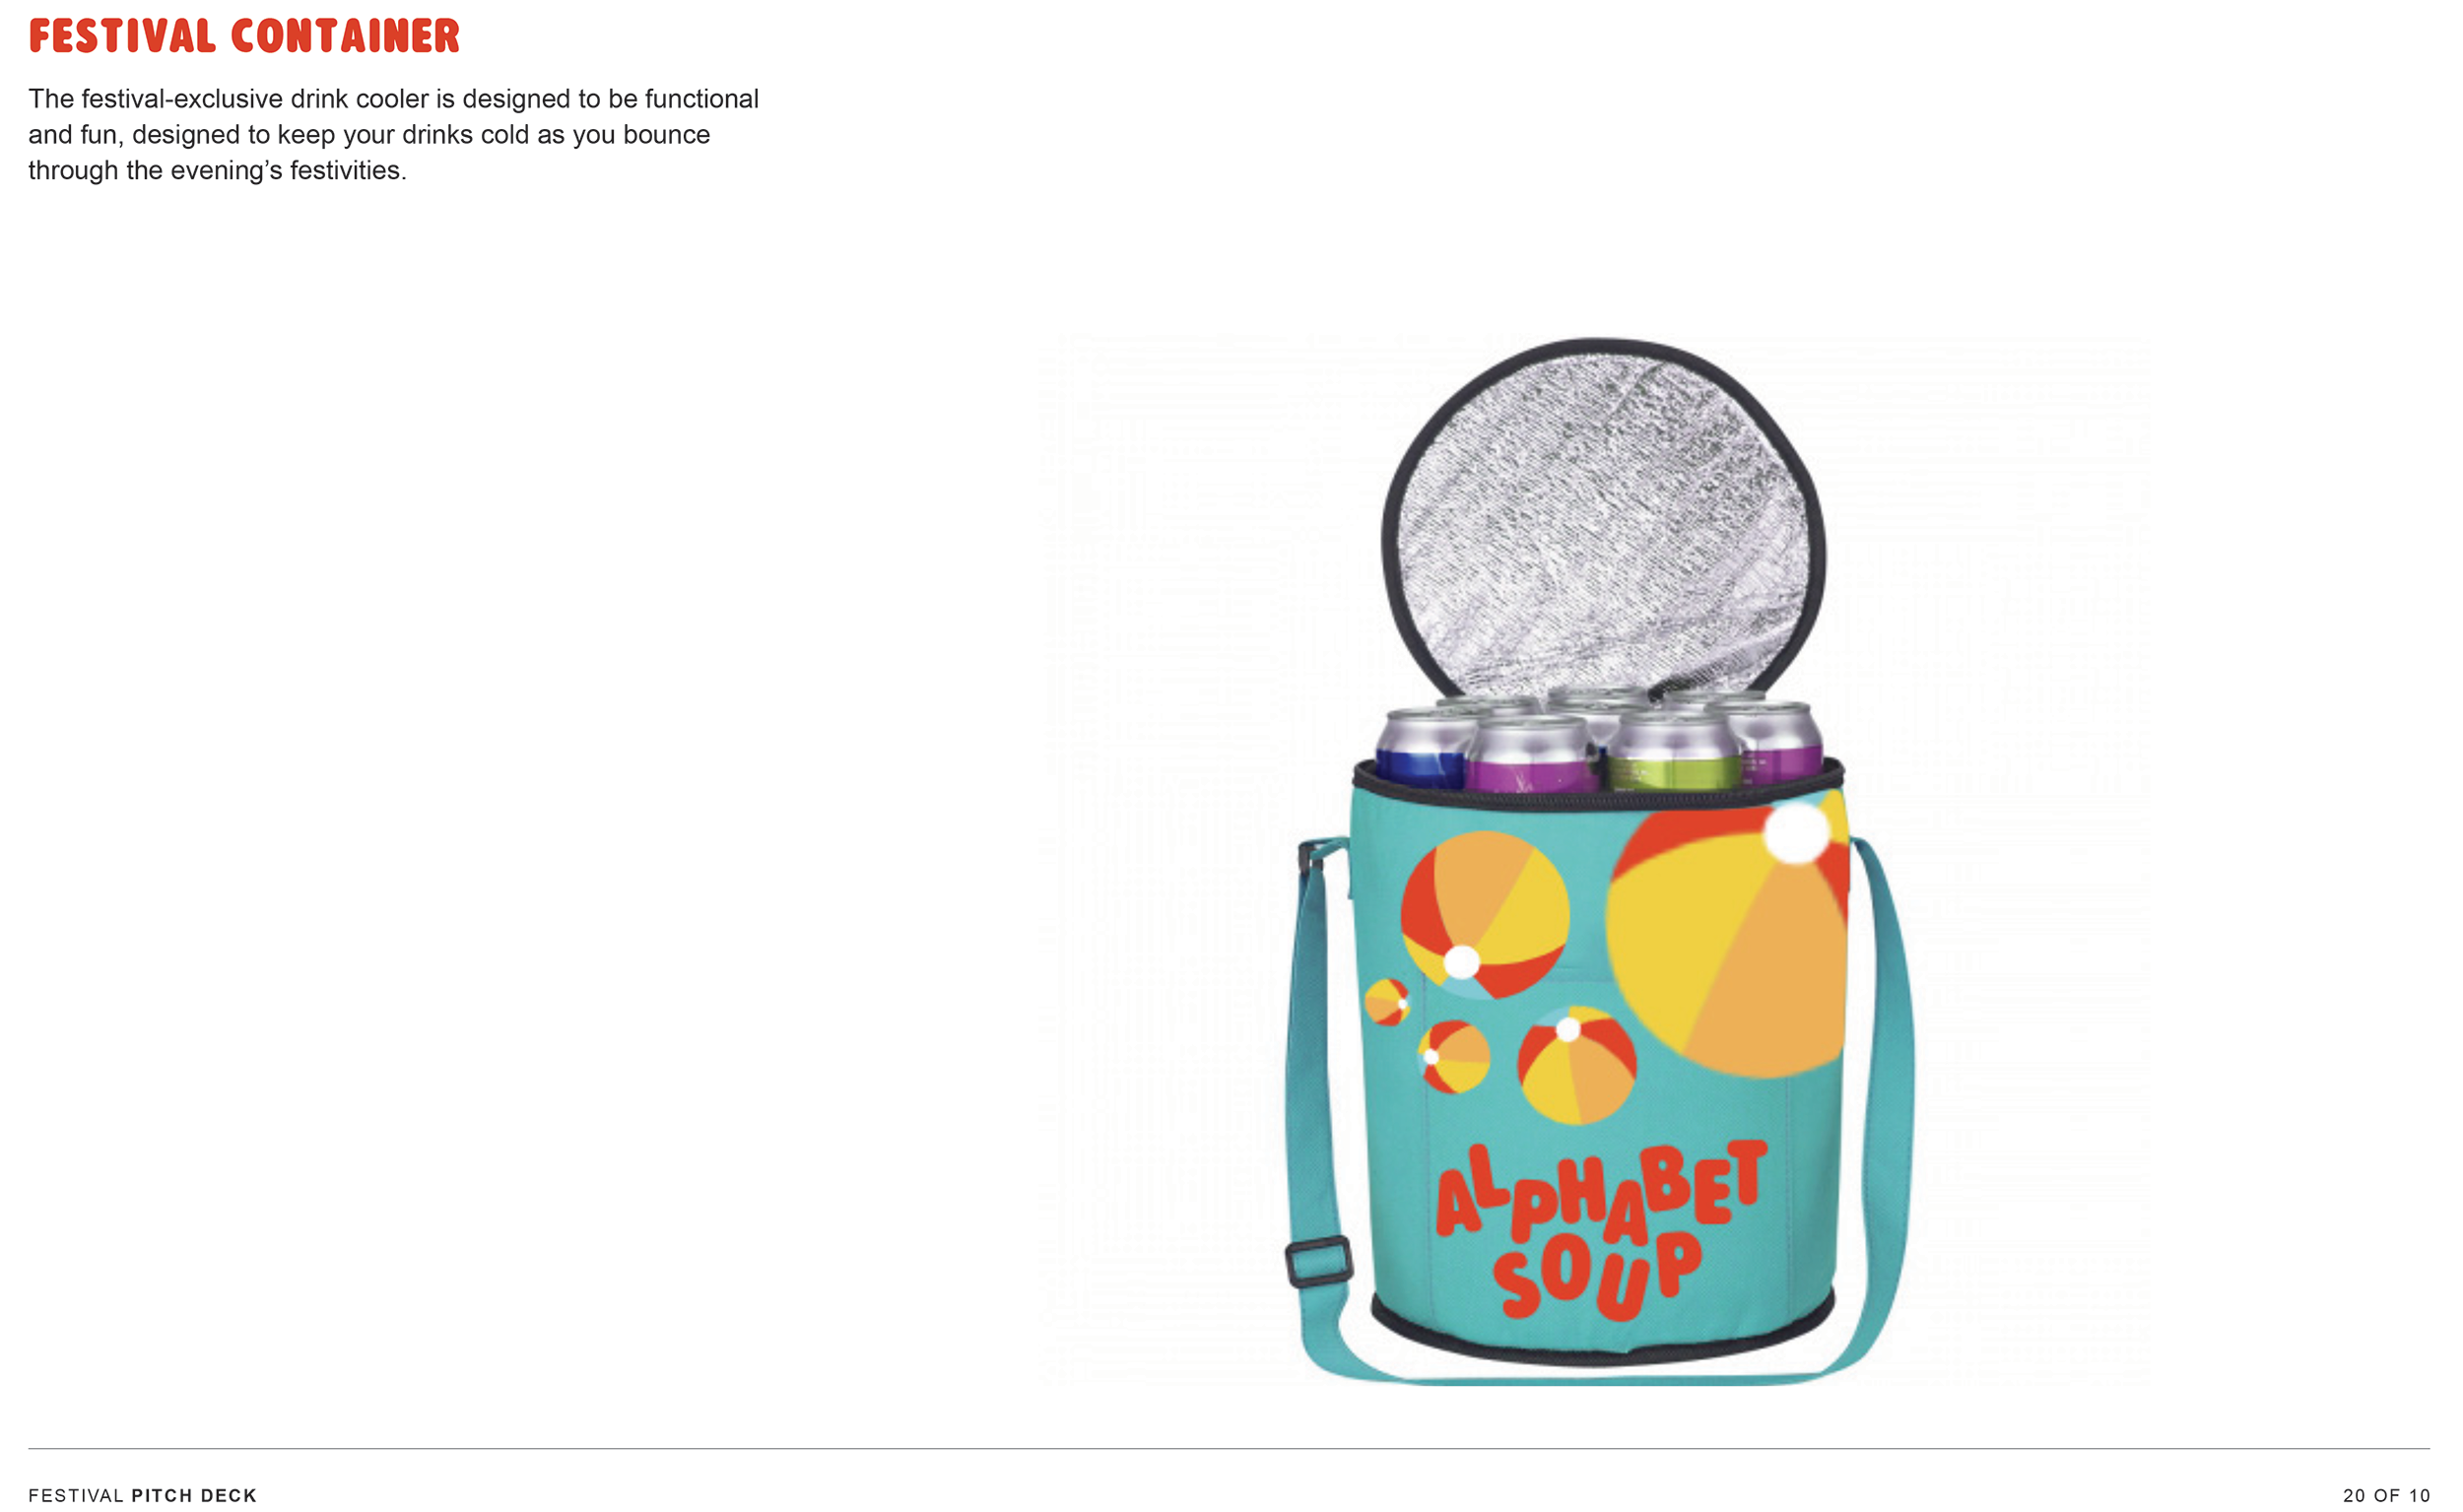 FESTIVAL CONTAINER
The festival-exclusive drink cooler is designed to be functional
and fun, designed to keep your drinks cold as you bounce
through the evening’s festivities.
ALPHABET
SOUP
FESTIVAL PITCH DECK
20 OF 10